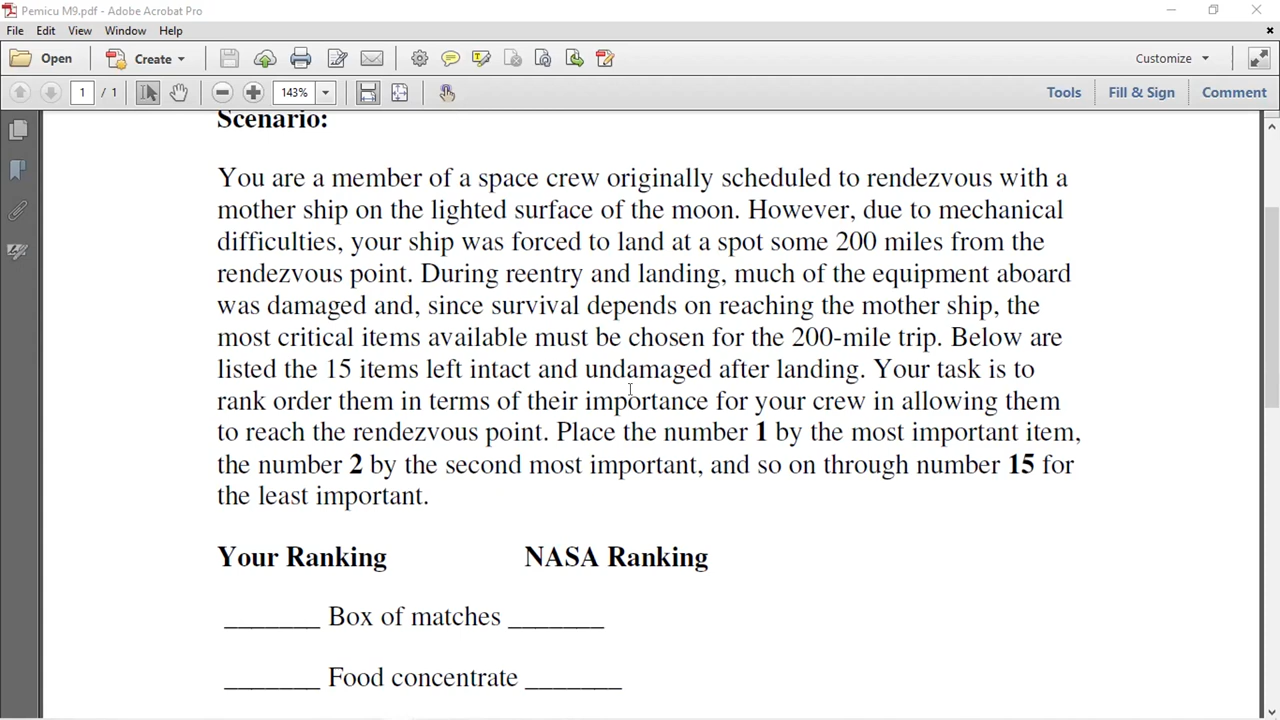 Pemicu M9.pdf - Adobe Acrobat Pro
File Edit View Window Help
Open Create Customize
1 / 1 143% Tools Fill & Sign Comment
Scenario:
You are a member of a space crew originally scheduled to rendezvous with a
mother ship on the lighted surface of the moon. However, due to mechanical
difficulties, your ship was forced to land at a spot some 200 miles from the
rendezvous point. During reentry and landing, much of the equipment aboard
was damaged and, since survival depends on reaching the mother ship, the
most critical items available must be chosen for the 200-mile trip. Below are
listed the 15 items left intact and undamaged after landing. Your task is to
rank order them in terms of their importance for your crew in allowing them
to reach the rendezvous point. Place the number 1 by the most important item,
the number 2 by the second most important, and so on through number 15 for
the least important.
Your Ranking NASA Ranking
_______ Box of matches _______
_______ Food concentrate _______